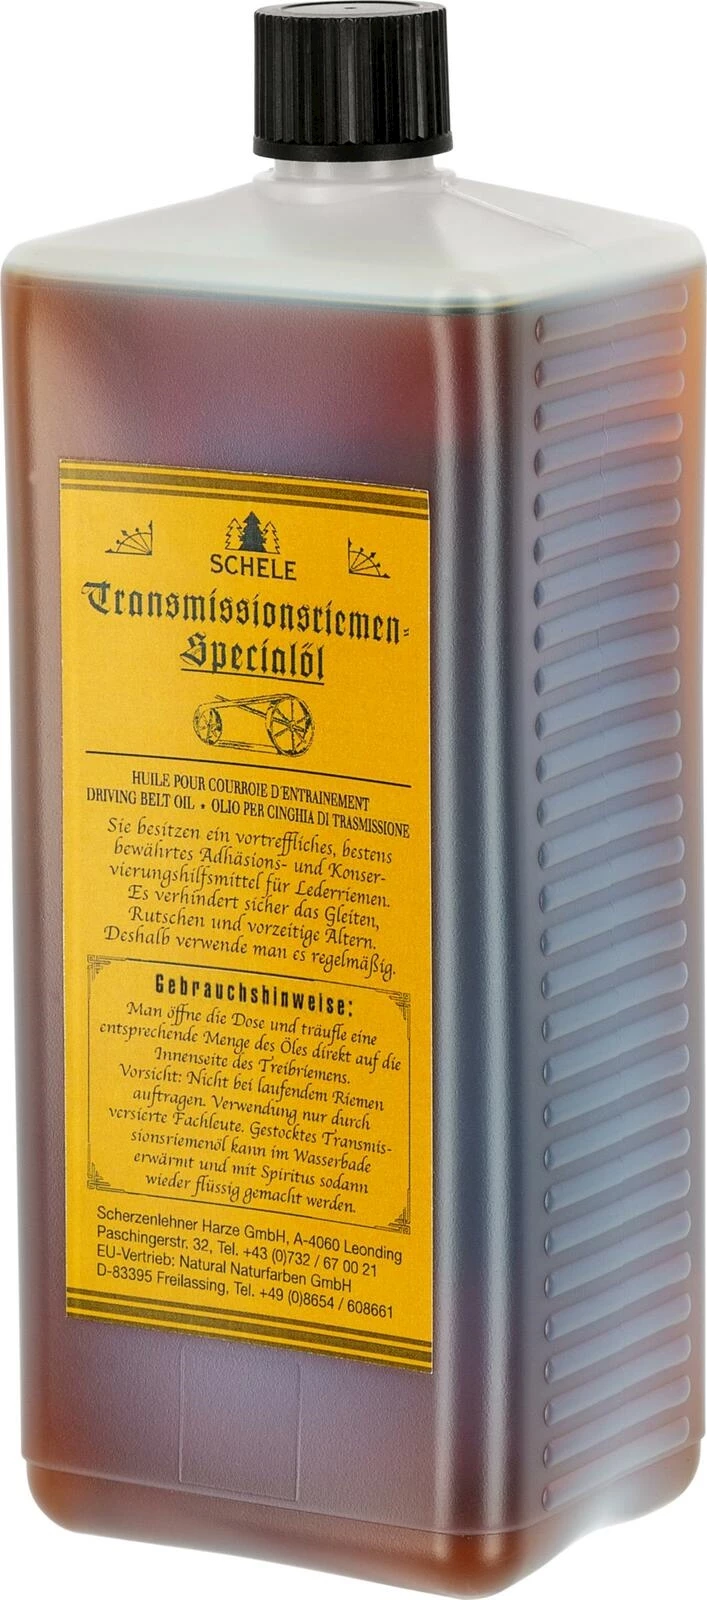 SCHELE
Transmissionsriemen-
Specialöl
HUILE POUR COURROIE D'ENTRAINEMENT
DRIVING BELT OIL • OLIO PER CINGHIA DI TRASMISSIONE
Sie besitzen ein vortreffliches, bestens
bewährtes Adhäsions- und Konser-
vierungshilfsmittel für Lederriemen.
Es verhindert sicher das Gleiten,
Rutschen und vorzeitige Altern.
Deshalb verwende man es regelmäßig.
Gebrauchshinweise:
Man öffne die Dose und träufle eine
entsprechende Menge des Öles direkt auf die
Innenseite des Treibriemens.
Vorsicht: Nicht bei laufendem Riemen
auftragen. Verwendung nur durch
versierte Fachleute. Gestocktes Transmis-
sionsriemenöl kann im Wasserbade
erwärmt und mit Spiritus sodann
wieder flüssig gemacht werden.
Scherzenlehner Harze GmbH, A-4060 Leonding
Paschingerstr. 32, Tel. +43 (0)732 / 67 00 21
EU-Vertrieb: Natural Naturfarben GmbH
D-83395 Freilassing, Tel. +49 (0)8654 / 608661